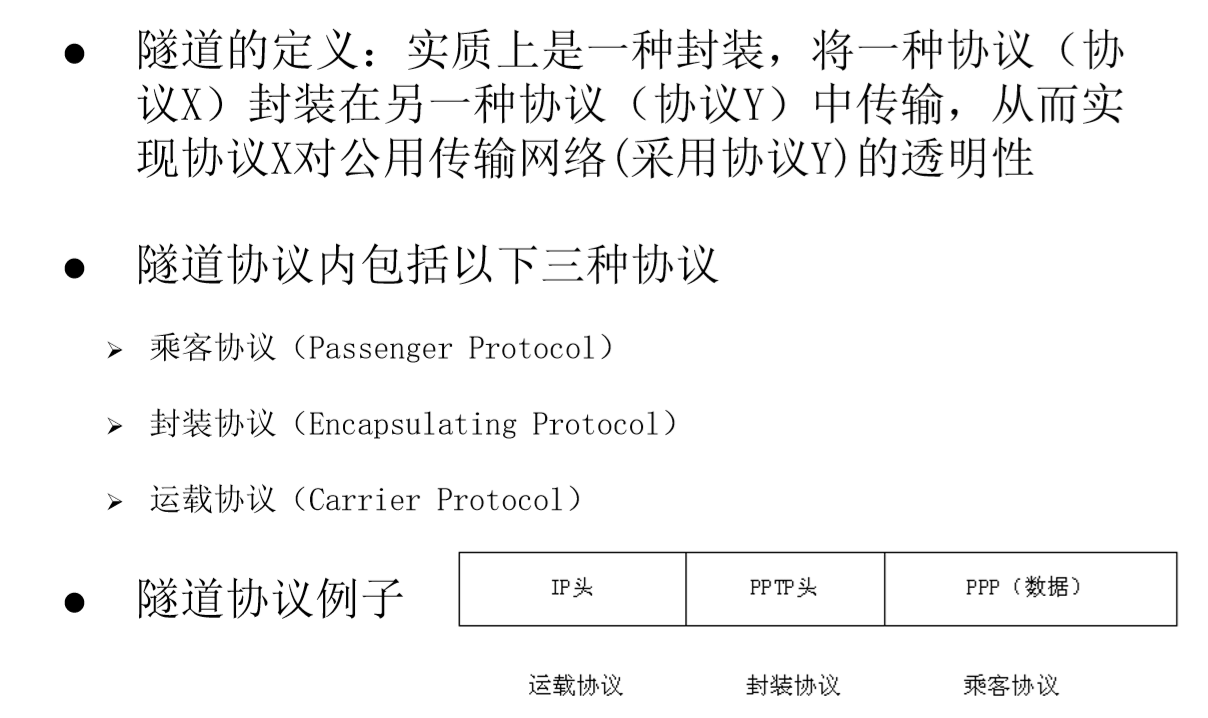 ● 隧道的定义：实质上是一种封装，将一种协议（协
议X）封装在另一种协议（协议Y）中传输，从而实
现协议X对公用传输网络(采用协议Y)的透明性
● 隧道协议内包括以下三种协议
➢ 乘客协议（Passenger Protocol）
➢ 封装协议（Encapsulating Protocol）
➢ 运载协议（Carrier Protocol）
● 隧道协议例子
IP头 PPTP头 PPP（数据）
运载协议 封装协议 乘客协议